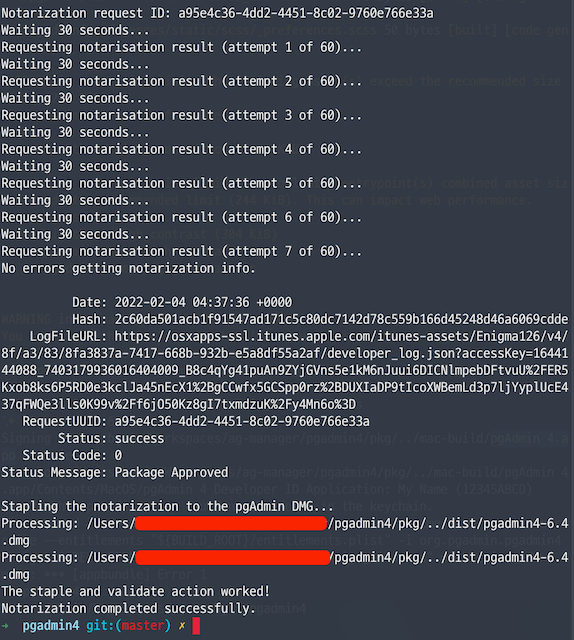 Notarization request ID: a95e4c36-4dd2-4451-8c02-9760e766e33a
Waiting 30 seconds...
Requesting notarisation result (attempt 1 of 60)...
Waiting 30 seconds...
Requesting notarisation result (attempt 2 of 60)...
Waiting 30 seconds...
Requesting notarisation result (attempt 3 of 60)...
Waiting 30 seconds...
Requesting notarisation result (attempt 4 of 60)...
Waiting 30 seconds...
Requesting notarisation result (attempt 5 of 60)...
Waiting 30 seconds...
Requesting notarisation result (attempt 6 of 60)...
Waiting 30 seconds...
Requesting notarisation result (attempt 7 of 60)...
No errors getting notarization info.
Date: 2022-02-04 04:37:36 +0000
Hash: 2c60da501acb1f91547ad171c5c80dc7142d78c559b166d45248d46a6069cdde
LogFileURL: https://osxapps-ssl.itunes.apple.com/itunes-assets/Enigma126/v4/
8f/a3/83/8fa3837a-7417-668b-932b-e5a8df55a2af/developer_log.json?accessKey=1644
144088_7403179936016404009_B8c4qYg41puAn9ZYjGVns5e1kM6nJuui6DICNlmpebDFtvuU%2FER5
Kxob8ks6P5RD0e3kclJa45nEcX1%2BgCCwfx5GCSpp0rz%2BDUXIaDP9tIcoXWBemLd3p7ljYyplUcE4
37qFWQe3lls0K99v%2Ff6jO50Kz8gI7txmdzuK%2Fy4Mn6o%3D
RequestUUID: a95e4c36-4dd2-4451-8c02-9760e766e33a
Status: success
Status Code: 0
Status Message: Package Approved
Stapling the notarization to the pgAdmin DMG...
Processing: /Users/ /pgadmin4/pkg/../dist/pgadmin4-6.4
.dmg
Processing: /Users/ /pgadmin4/pkg/../dist/pgadmin4-6.4
.dmg
The staple and validate action worked!
Notarization completed successfully.
→ pgadmin4 git:(master) ✗